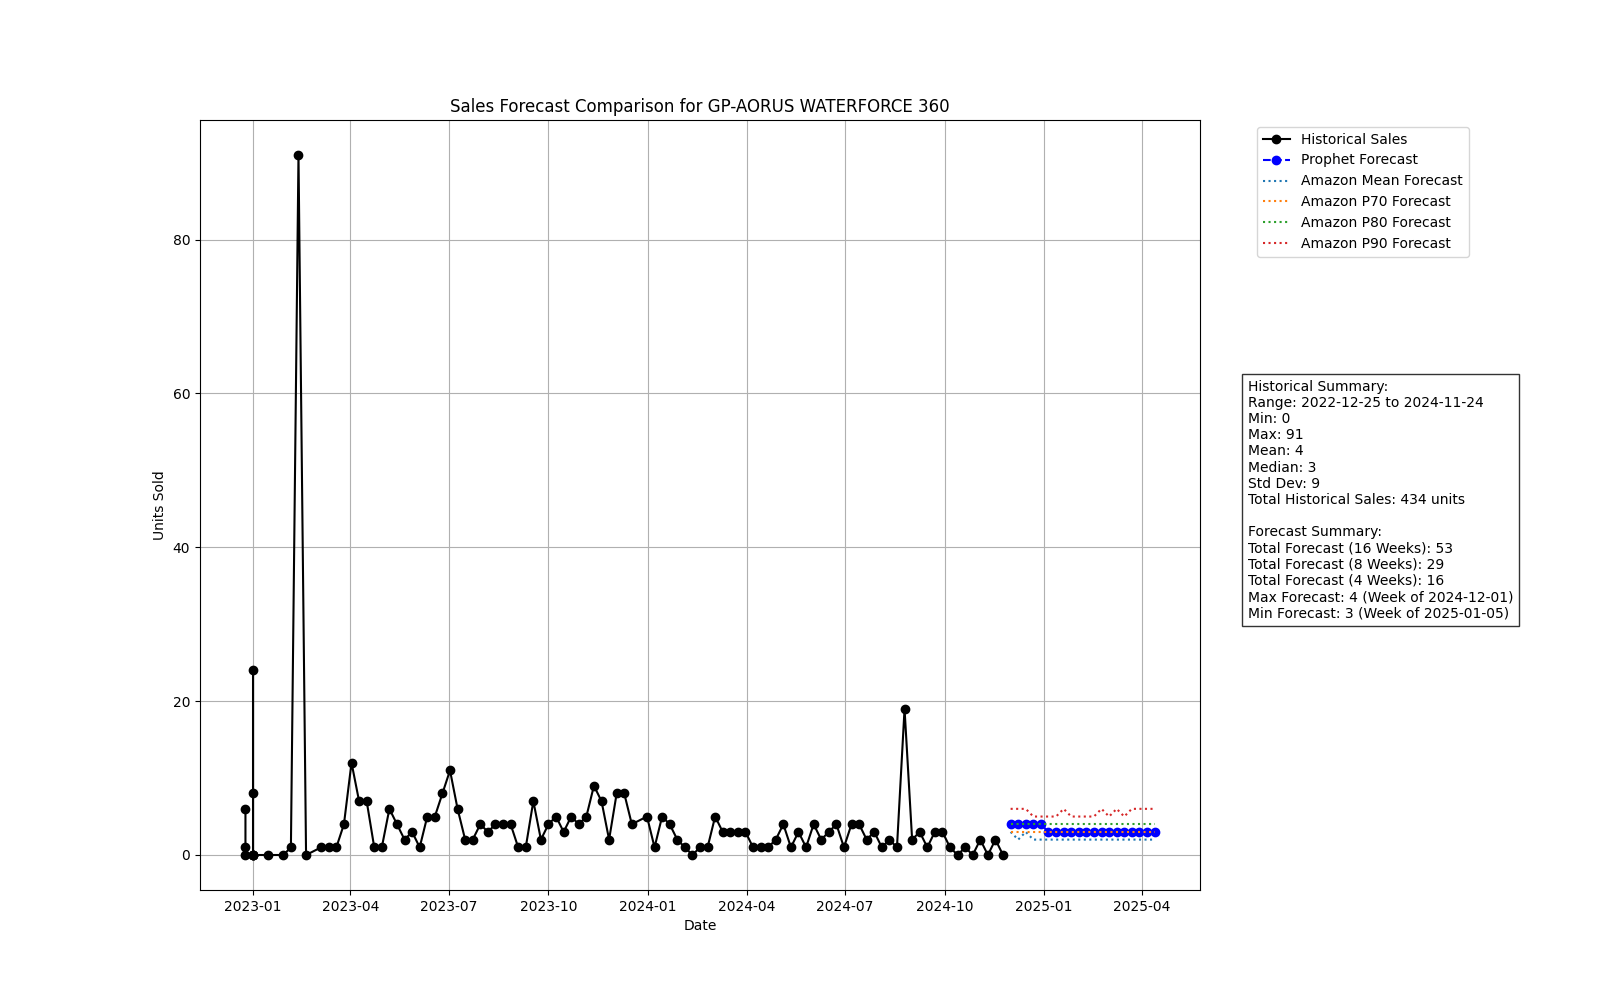 Sales Forecast Comparison for GP-AORUS WATERFORCE 360
Units Sold
80
60
40
20
0
2023-01 2023-04 2023-07 2023-10 2024-01 2024-04 2024-07 2024-10 2025-01 2025-04
Date
Historical Sales
Prophet Forecast
Amazon Mean Forecast
Amazon P70 Forecast
Amazon P80 Forecast
Amazon P90 Forecast
Historical Summary:
Range: 2022-12-25 to 2024-11-24
Min: 0
Max: 91
Mean: 4
Median: 3
Std Dev: 9
Total Historical Sales: 434 units
Forecast Summary:
Total Forecast (16 Weeks): 53
Total Forecast (8 Weeks): 29
Total Forecast (4 Weeks): 16
Max Forecast: 4 (Week of 2024-12-01)
Min Forecast: 3 (Week of 2025-01-05)